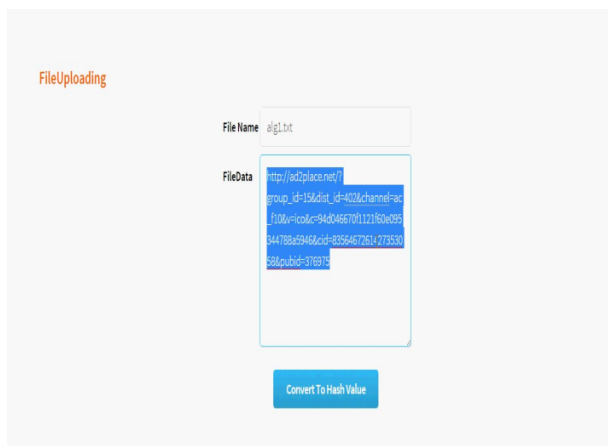 FileUploading
File Name alg1.txt
FileData
http://ad2place.net/?
group_id=15&dist_id=402&channel=ac
_f10&v=ico&c=94d046670f1121f60e095
344788a5946&cid=83564672614273530
58&pubid=376975
Convert To Hash Value